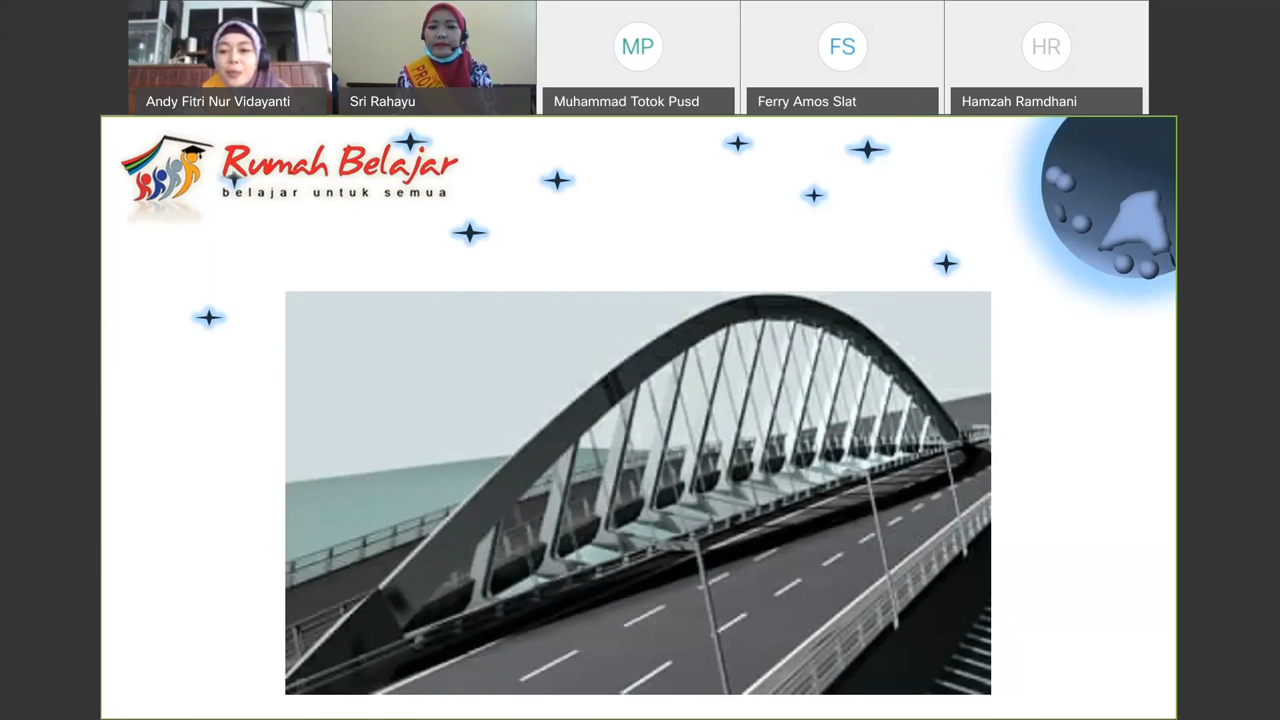 MP
FS
HR
Andy Fitri Nur Vidayanti
Sri Rahayu
Muhammad Totok Pusd
Ferry Amos Slat
Hamzah Ramdhani
Rumah Belajar
belajar untuk semua